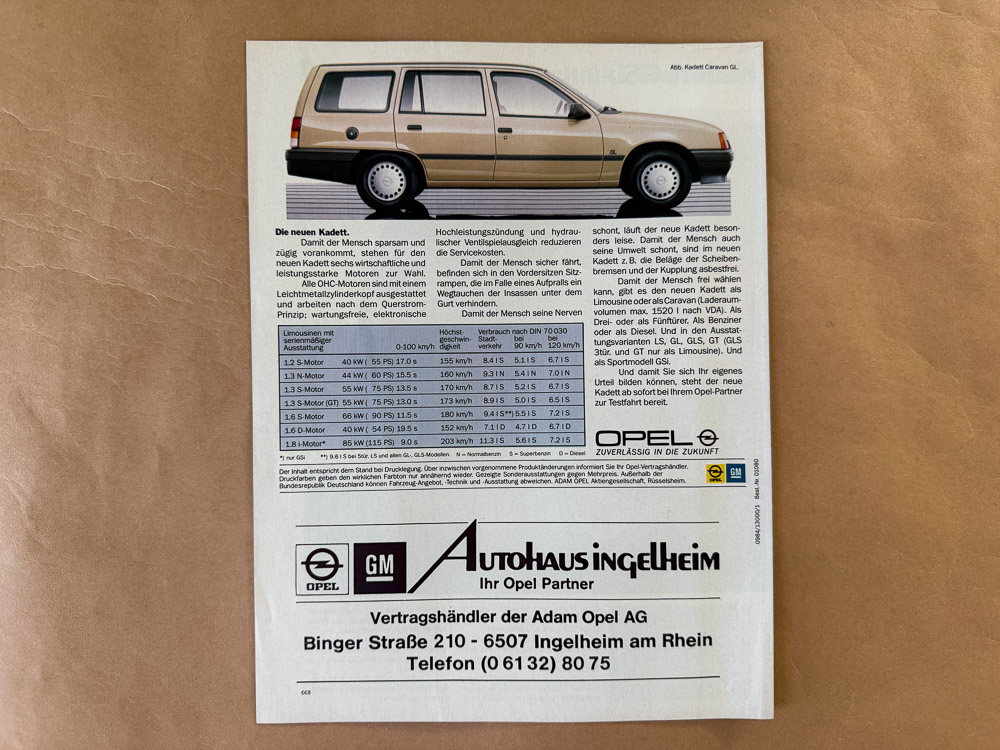 Abb. Kadett Caravan GL.
Die neuen Kadett.
Damit der Mensch sparsam und
zügig vorankommt, stehen für den
neuen Kadett sechs wirtschaftliche und
leistungsstarke Motoren zur Wahl.
Alle OHC-Motoren sind mit einem
Leichtmetallzylinderkopf ausgestattet
und arbeiten nach dem Querstrom-
Prinzip; wartungsfreie, elektronische
Hochleistungszündung und hydrau-
lischer Ventilspielausgleich reduzieren
die Servicekosten.
Damit der Mensch sicher fährt,
befinden sich in den Vordersitzen Sitz-
rampen, die im Falle eines Aufpralls ein
Wegtauchen der Insassen unter dem
Gurt verhindern.
Damit der Mensch seine Nerven
schont, läuft der neue Kadett beson-
ders leise. Damit der Mensch auch
seine Umwelt schont, sind im neuen
Kadett z.B. die Beläge der Scheiben-
bremsen und der Kupplung asbestfrei.
Damit der Mensch frei wählen
kann, gibt es den neuen Kadett als
Limousine oder als Caravan (Laderaum-
volumen max. 1520 l nach VDA). Als
Drei- oder als Fünftürer. Als Benziner
oder als Diesel. Und in den Ausstat-
tungsvarianten LS, GL, GLS, GT (GLS
3tür. und GT nur als Limousine). Und
als Sportmodell GSi.
Und damit Sie sich Ihr eigenes
Urteil bilden können, steht der neue
Kadett ab sofort bei Ihrem Opel-Partner
zur Testfahrt bereit.
Limousinen mit serienmäßiger Ausstattung 0-100 km/h Höchst-geschwin-digkeit Verbrauch nach DIN 70 030 Stadt-verkehr bei 90 km/h bei 120 km/h
1.2 S-Motor 40 kW ( 55 PS) 17.0 s 155 km/h 8.4 l S 5.1 l S 6.7 l S
1.3 N-Motor 44 kW ( 60 PS) 15.5 s 160 km/h 9.3 l N 5.4 l N 7.0 l N
1.3 S-Motor 55 kW ( 75 PS) 13.5 s 170 km/h 8.7 l S 5.2 l S 6.7 l S
1.3 S-Motor (GT) 55 kW ( 75 PS) 13.0 s 173 km/h 8.9 l S 5.0 l S 6.5 l S
1.6 S-Motor 66 kW ( 90 PS) 11.5 s 180 km/h 9.4 l S**) 5.5 l S 7.2 l S
1.6 D-Motor 40 kW ( 54 PS) 19.5 s 152 km/h 7.1 l D 4.7 l D 6.7 l D
1.8 i-Motor* 85 kW (115 PS) 9.0 s 203 km/h 11.3 l S 5.6 l S 7.2 l S
*) nur GSi **) 9.6 l S bei 5tür. LS und allen GL-, GLS-Modellen. N = Normalbenzin S = Superbenzin D = Diesel
OPEL
ZUVERLÄSSIG IN DIE ZUKUNFT
Der Inhalt entspricht dem Stand bei Drucklegung. Über inzwischen vorgenommene Produktänderungen informiert Sie Ihr Opel-Vertragshändler.
Druckfarben geben den wirklichen Farbton nur annähernd wieder. Gezeigte Sonderausstattungen gegen Mehrpreis. Außerhalb der
Bundesrepublik Deutschland können Fahrzeug-Angebot, -Technik und -Ausstattung abweichen. ADAM OPEL Aktiengesellschaft, Rüsselsheim.
OPEL GM
0984/13000/1 Best.-Nr. 01080
OPEL GM
AUTOHAUS INGELHEIM
Ihr Opel Partner
Vertragshändler der Adam Opel AG
Binger Straße 210 - 6507 Ingelheim am Rhein
Telefon (0 61 32) 80 75
668